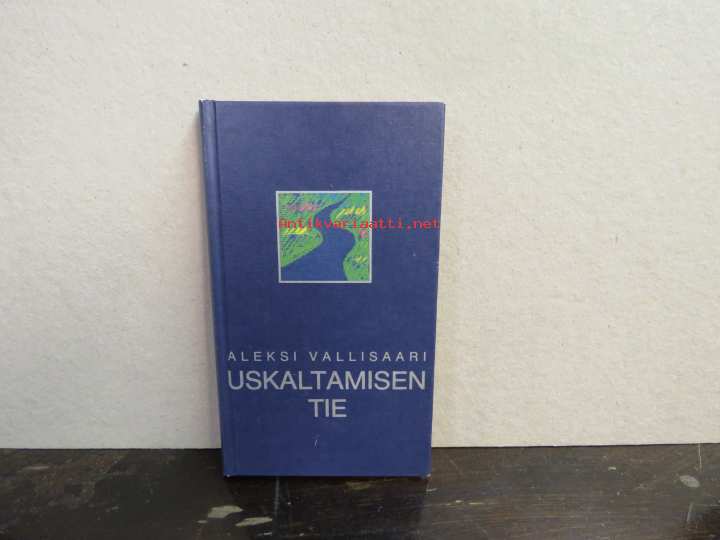 Antikvariaatti.net
ALEKSI VALLISAARI
USKALTAMISEN
TIE